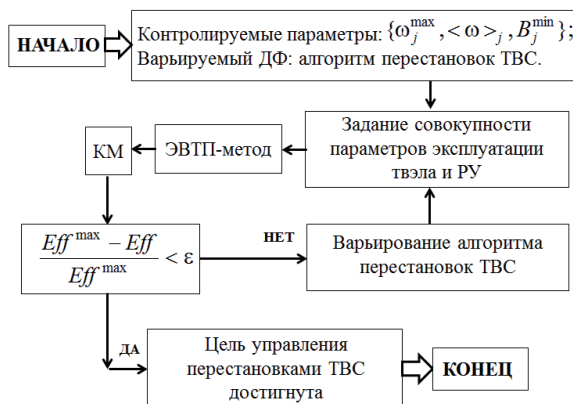 НАЧАЛО
Контролируемые параметры: {ω_j^max, <ω>_j, B_j^min};
Варьируемый ДФ: алгоритм перестановок ТВС.
Задание совокупности
параметров эксплуатации
твэла и РУ
ЭВТП-метод
КМ
(Eff^max − Eff) / Eff^max < ε
НЕТ
Варьирование алгоритма
перестановок ТВС
ДА
Цель управления
перестановками ТВС
достигнута
КОНЕЦ